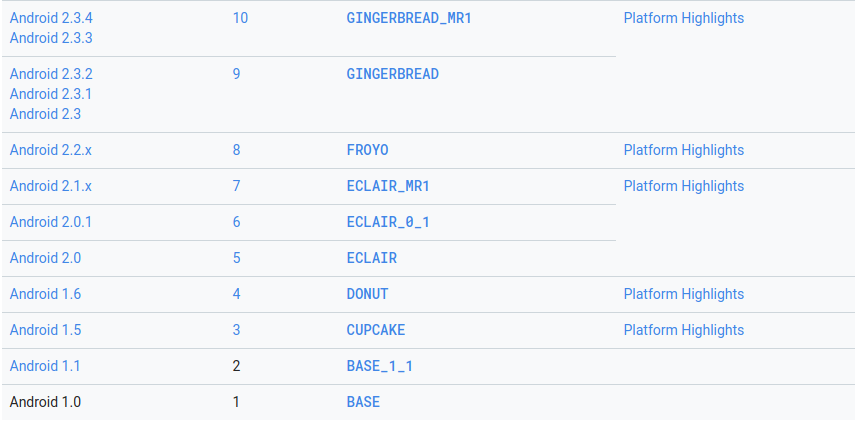 Android 2.3.4 10 GINGERBREAD_MR1 Platform Highlights
Android 2.3.3
Android 2.3.2 9 GINGERBREAD
Android 2.3.1
Android 2.3
Android 2.2.x 8 FROYO Platform Highlights
Android 2.1.x 7 ECLAIR_MR1 Platform Highlights
Android 2.0.1 6 ECLAIR_0_1
Android 2.0 5 ECLAIR
Android 1.6 4 DONUT Platform Highlights
Android 1.5 3 CUPCAKE Platform Highlights
Android 1.1 2 BASE_1_1
Android 1.0 1 BASE